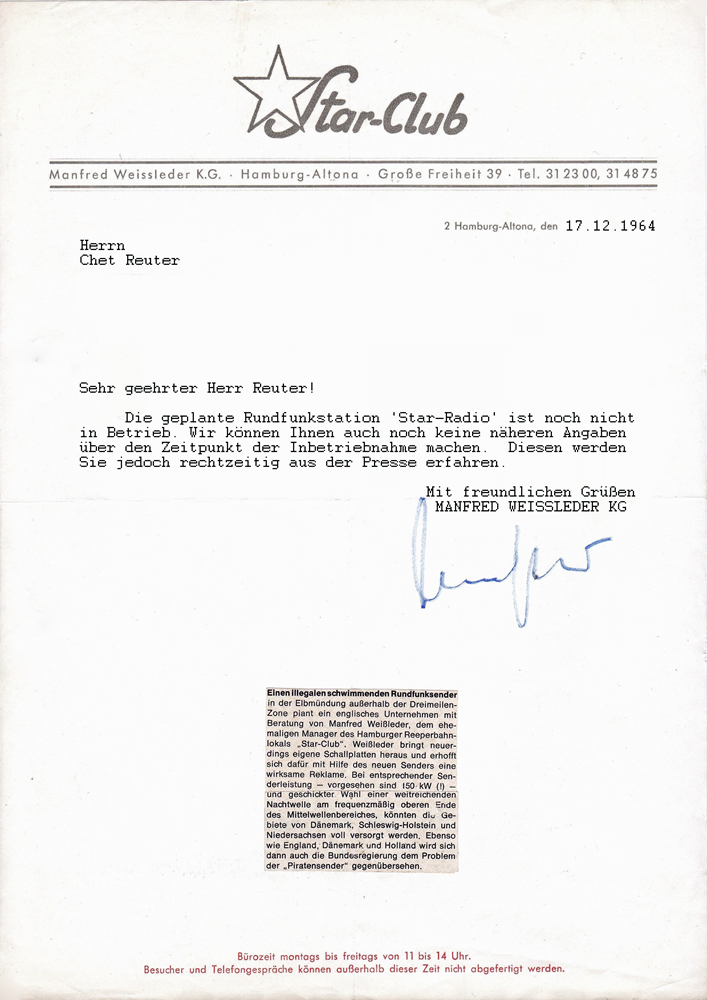 Star-Club
Manfred Weissleder K.G. · Hamburg-Altona · Große Freiheit 39 · Tel. 31 23 00, 31 48 75
2 Hamburg-Altona, den 17.12.1964
Herrn
Chet Reuter
Sehr geehrter Herr Reuter!
Die geplante Rundfunkstation 'Star-Radio' ist noch nicht
in Betrieb. Wir können Ihnen auch noch keine näheren Angaben
über den Zeitpunkt der Inbetriebnahme machen. Diesen werden
Sie jedoch rechtzeitig aus der Presse erfahren.
Mit freundlichen Grüßen
MANFRED WEISSLEDER KG
Einen illegalen schwimmenden Rundfunksender
in der Elbmündung außerhalb der Dreimeilen-
Zone plant ein englisches Unternehmen mit
Beratung von Manfred Weißleder, dem ehe-
maligen Manager des Hamburger Reeperbahn-
lokals „Star-Club". Weißleder bringt neuer-
dings eigene Schallplatten heraus und erhofft
sich dafür mit Hilfe des neuen Senders eine
wirksame Reklame. Bei entsprechender Sen-
derleistung — vorgesehen sind 150 kW (!) —
und geschickter Wahl einer weitreichenden
Nachtwelle am frequenzmäßig oberen Ende
des Mittelwellenbereiches, könnten die Ge-
biete von Dänemark, Schleswig-Holstein und
Niedersachsen voll versorgt werden. Ebenso
wie England, Dänemark und Holland wird sich
dann auch die Bundesregierung dem Problem
der „Piratensender" gegenübersehen.
Bürozeit montags bis freitags von 11 bis 14 Uhr.
Besucher und Telefongespräche können außerhalb dieser Zeit nicht abgefertigt werden.